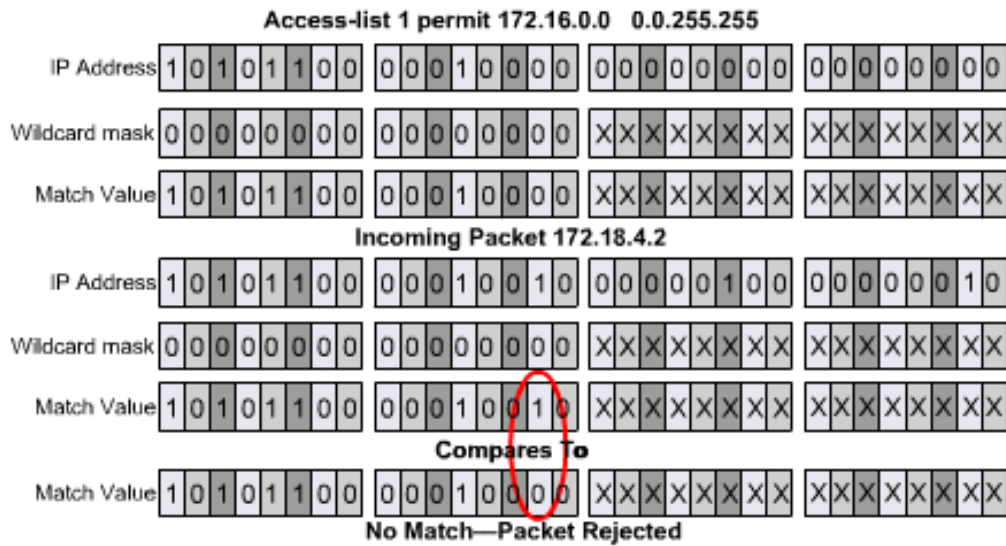 Access-list 1 permit 172.16.0.0 0.0.255.255
IP Address 1 0 1 0 1 1 0 0 0 0 0 1 0 0 0 0 0 0 0 0 0 0 0 0 0 0 0 0 0 0 0 0
Wildcard mask 0 0 0 0 0 0 0 0 0 0 0 0 0 0 0 0 X X X X X X X X X X X X X X X X
Match Value 1 0 1 0 1 1 0 0 0 0 0 1 0 0 0 0 X X X X X X X X X X X X X X X X
Incoming Packet 172.18.4.2
IP Address 1 0 1 0 1 1 0 0 0 0 0 1 0 0 1 0 0 0 0 0 0 1 0 0 0 0 0 0 0 0 1 0
Wildcard mask 0 0 0 0 0 0 0 0 0 0 0 0 0 0 0 0 X X X X X X X X X X X X X X X X
Match Value 1 0 1 0 1 1 0 0 0 0 0 1 0 0 1 0 X X X X X X X X X X X X X X X X
Compares To
Match Value 1 0 1 0 1 1 0 0 0 0 0 1 0 0 0 0 X X X X X X X X X X X X X X X X
No Match—Packet Rejected